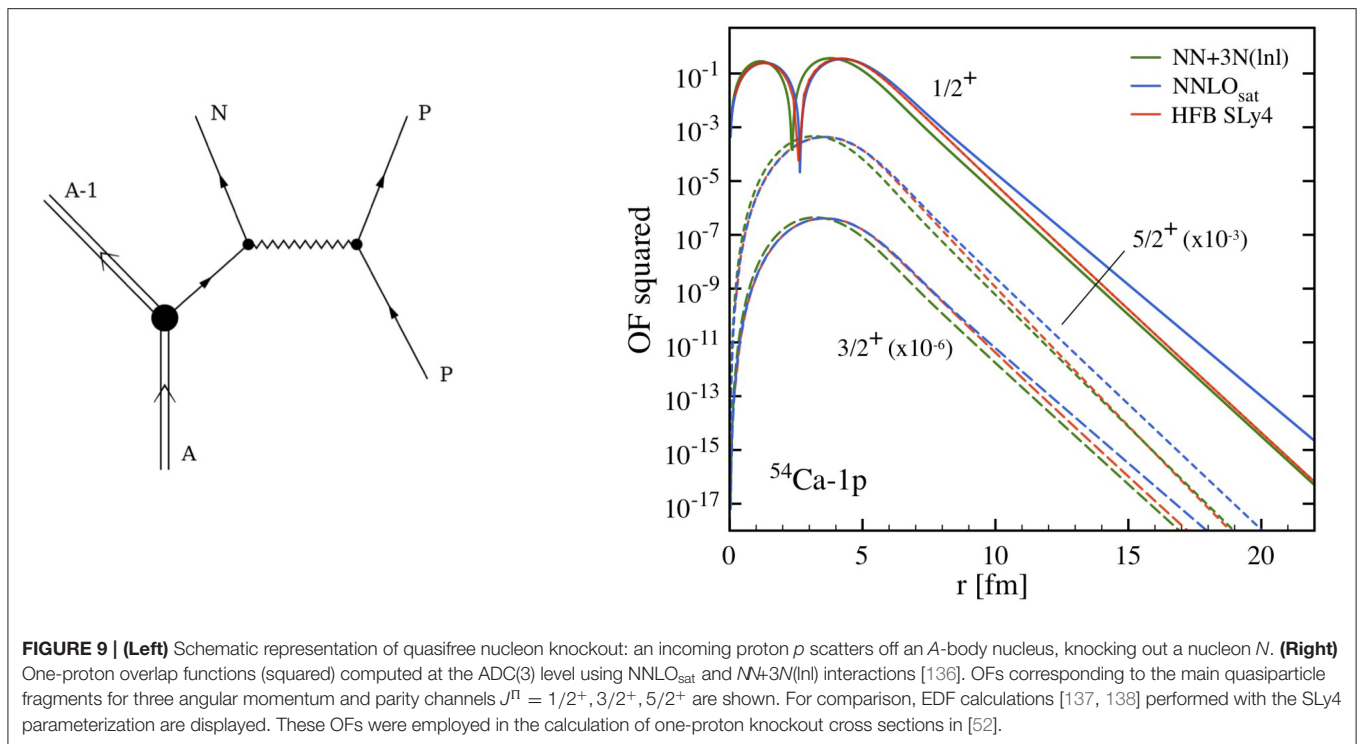 N
P
A-1
P
A
10⁻¹
10⁻³
10⁻⁵
10⁻⁷
10⁻⁹
10⁻¹¹
10⁻¹³
10⁻¹⁵
10⁻¹⁷
OF squared
1/2⁺
NN+3N(lnl)
NNLOsat
HFB SLy4
5/2⁺ (x10⁻³)
3/2⁺ (x10⁻⁶)
⁵⁴Ca-1p
0 5 10 15 20
r [fm]
FIGURE 9 | (Left) Schematic representation of quasifree nucleon knockout: an incoming proton p scatters off an A-body nucleus, knocking out a nucleon N. (Right)
One-proton overlap functions (squared) computed at the ADC(3) level using NNLOsat and NN+3N(lnl) interactions [136]. OFs corresponding to the main quasiparticle
fragments for three angular momentum and parity channels J^Π = 1/2⁺, 3/2⁺, 5/2⁺ are shown. For comparison, EDF calculations [137, 138] performed with the SLy4
parameterization are displayed. These OFs were employed in the calculation of one-proton knockout cross sections in [52].